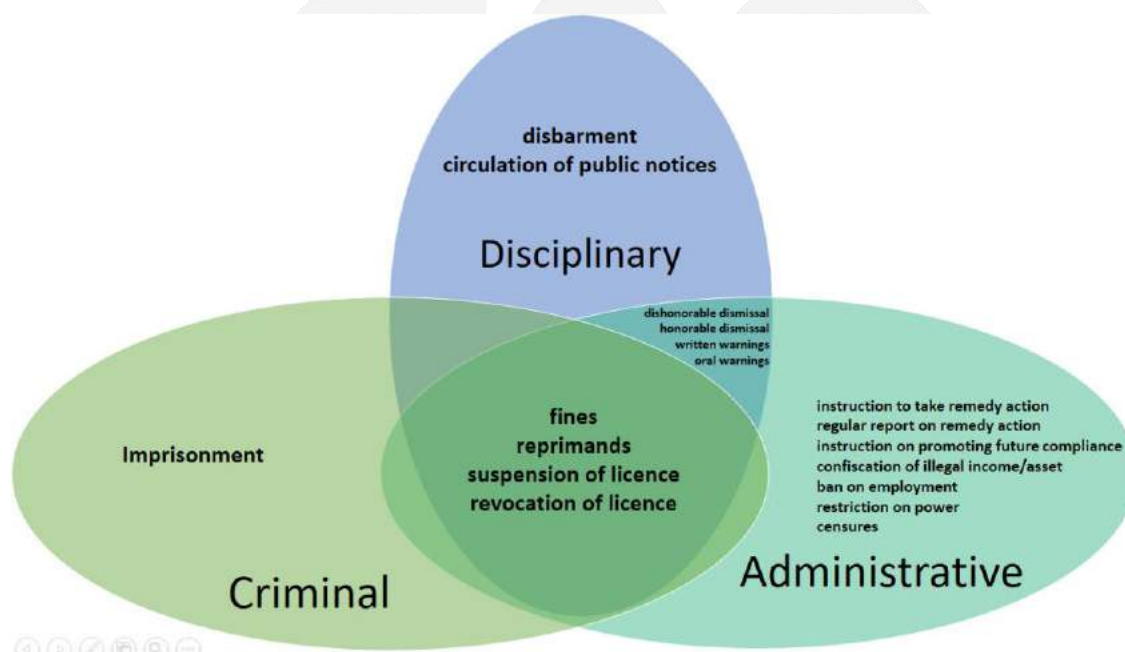 disbarment
circulation of public notices
Disciplinary
dishonorable dismissal
honorable dismissal
written warnings
oral warnings
fines
reprimands
suspension of licence
revocation of licence
Imprisonment
Criminal
instruction to take remedy action
regular report on remedy action
instruction on promoting future compliance
confiscation of illegal income/asset
ban on employment
restriction on power
censures
Administrative